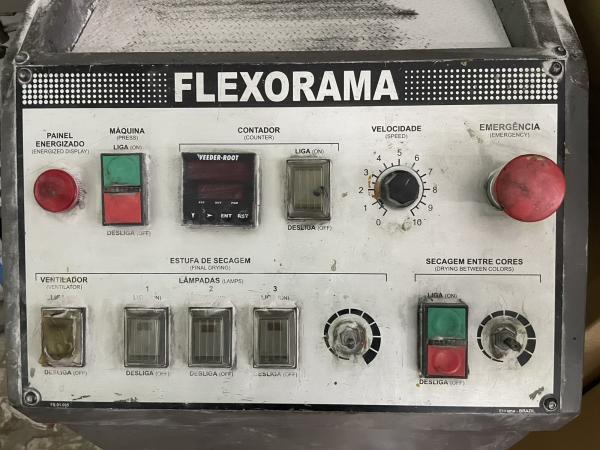 FLEXORAMA
PAINEL
ENERGIZADO
(ENERGIZED DISPLAY)
MÁQUINA
(PRESS)
LIGA (ON)
DESLIGA (OFF)
CONTADOR
(COUNTER)
VEEDER-ROOT
ENT RST
LIGA (ON)
DESLIGA (OFF)
VELOCIDADE
(SPEED)
0 1 2 3 4 5 6 7 8 9 10
EMERGÊNCIA
(EMERGENCY)
ESTUFA DE SECAGEM
(FINAL DRYING)
VENTILADOR
(VENTILATOR)
DESLIGA (OFF)
LÂMPADAS (LAMPS)
1 2 3
DESLIGA (OFF)
DESLIGA (OFF)
DESLIGA (OFF)
SECAGEM ENTRE CORES
(DRYING BETWEEN COLORS)
LIGA (ON)
DESLIGA (OFF)